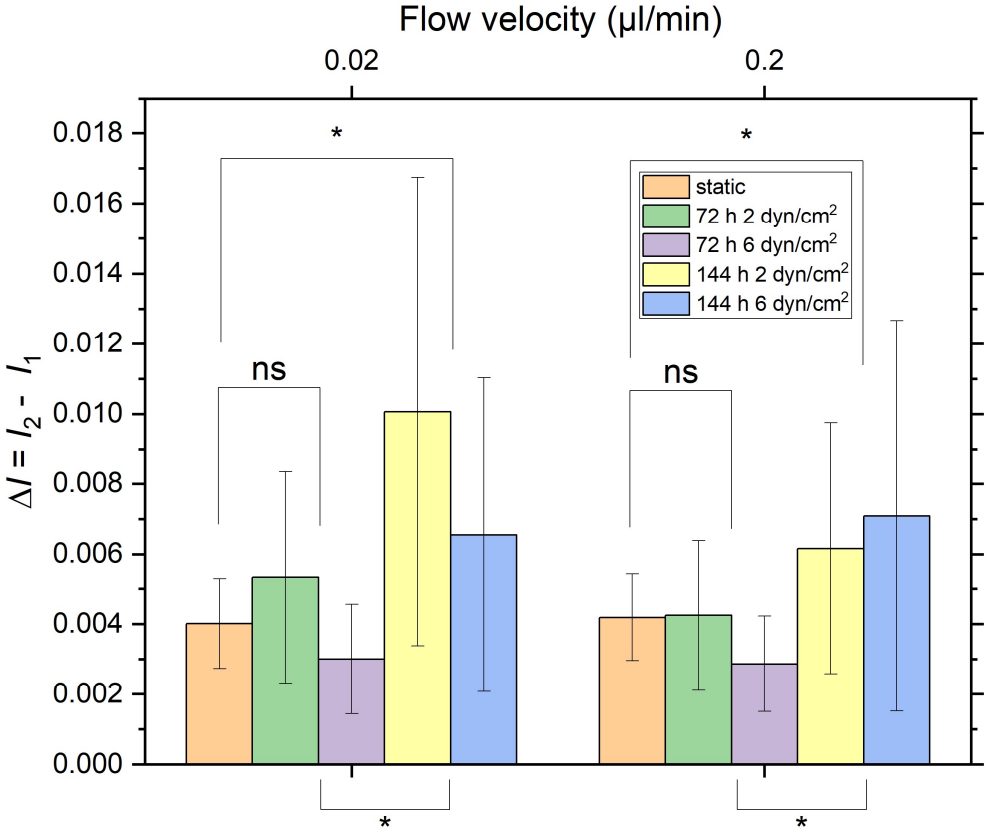 Flow velocity (µl/min)
0.02
0.2
0.018
0.016
0.014
0.012
0.010
0.008
0.006
0.004
0.002
0.000
ΔI = I₂ - I₁
*
ns
*
*
ns
*
static
72 h 2 dyn/cm²
72 h 6 dyn/cm²
144 h 2 dyn/cm²
144 h 6 dyn/cm²